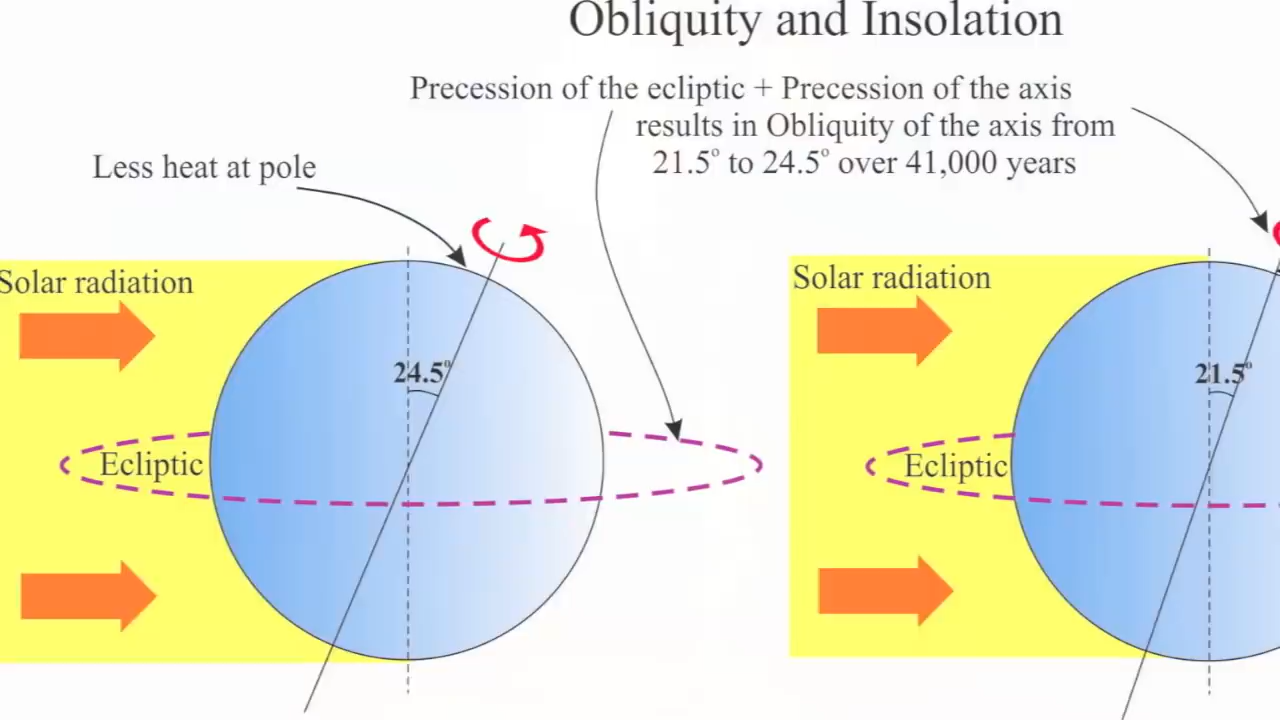 Obliquity and Insolation
Precession of the ecliptic + Precession of the axis
results in Obliquity of the axis from
21.5° to 24.5° over 41,000 years
Less heat at pole
Solar radiation
Solar radiation
24.5°
21.5°
Ecliptic
Ecliptic